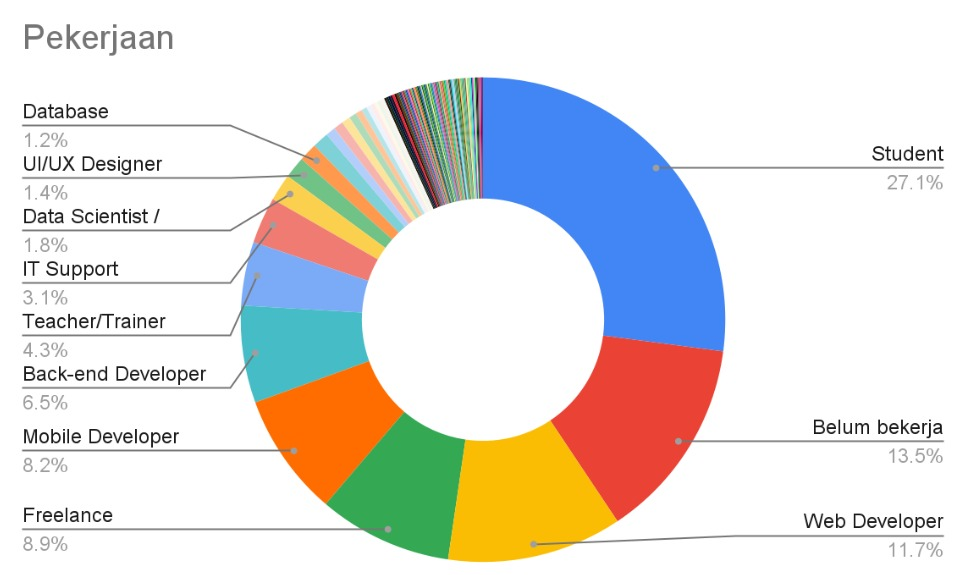 Pekerjaan
Database
1.2%
UI/UX Designer
1.4%
Data Scientist /
1.8%
IT Support
3.1%
Teacher/Trainer
4.3%
Back-end Developer
6.5%
Mobile Developer
8.2%
Freelance
8.9%
Student
27.1%
Belum bekerja
13.5%
Web Developer
11.7%